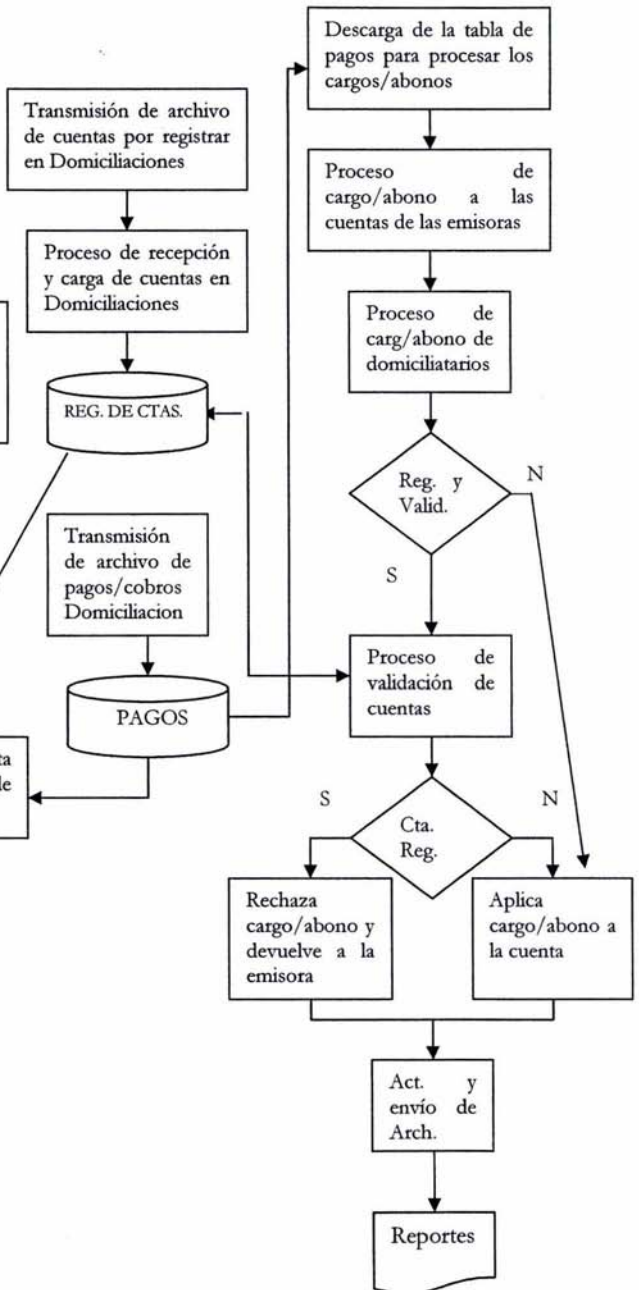 Transmisión de archivo
de cuentas por registrar
en Domiciliaciones
Proceso de recepción
y carga de cuentas en
Domiciliaciones
REG. DE CTAS.
Transmisión
de archivo de
pagos/cobros
Domiciliacion
PAGOS
ta
de
Descarga de la tabla de
pagos para procesar los
cargos/abonos
Proceso de
cargo/abono a las
cuentas de las emisoras
Proceso de
carg/abono de
domiciliatarios
Reg. y
Valid.
N
S
Proceso de
validación de
cuentas
S
N
Cta.
Reg.
Rechaza
cargo/abono y
devuelve a la
emisora
Aplica
cargo/abono a
la cuenta
Act. y
envío de
Arch.
Reportes